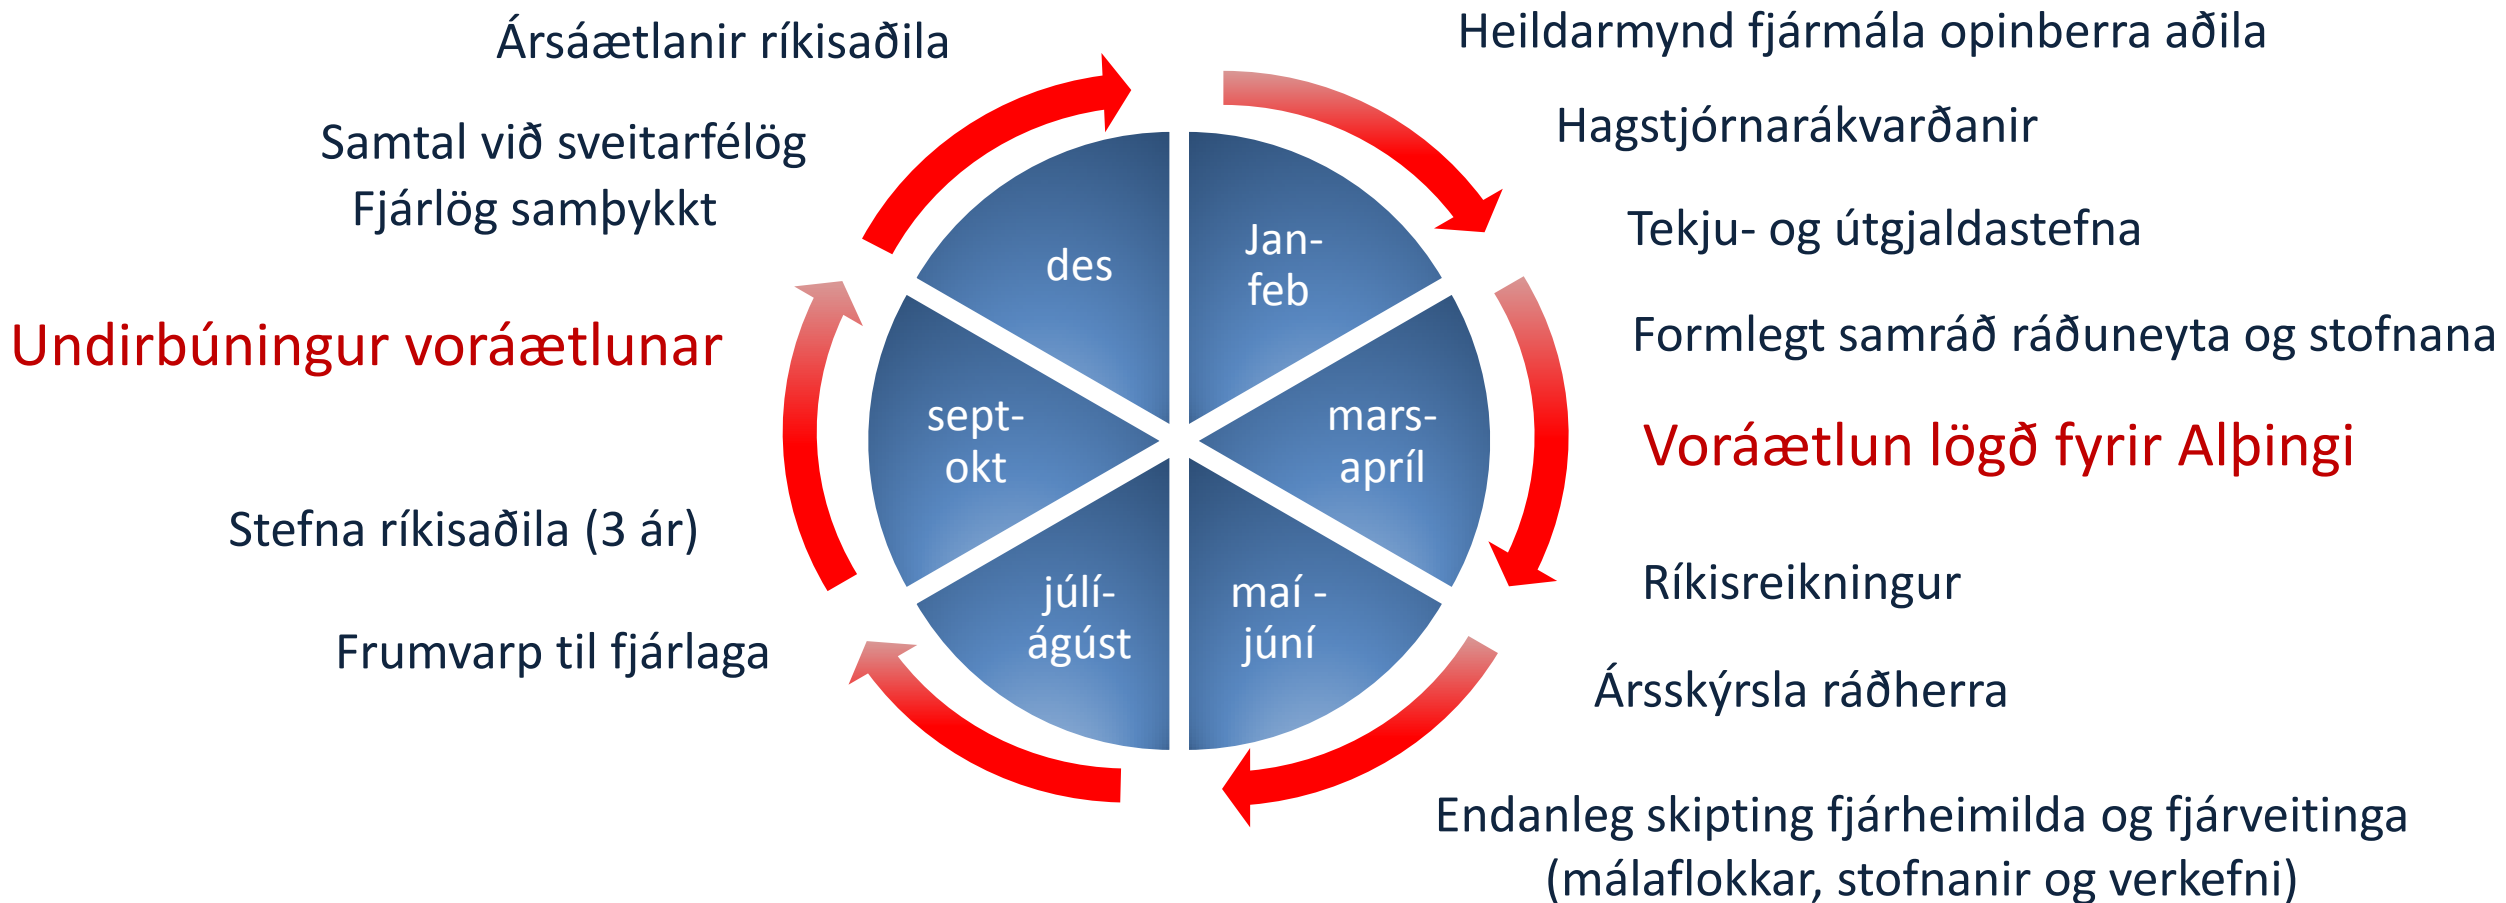 Ársáætlanir ríkisaðila
Samtal við sveitarfélög
Fjárlög samþykkt
Undirbúningur voráætlunar
Stefna ríkisaðila (3 ár)
Frumvarp til fjárlaga
des
Jan-
feb
sept-
okt
mars-
apríl
júlí-
ágúst
maí -
júní
Heildarmynd fjármála opinberra aðila
Hagstjórnarákvarðanir
Tekju- og útgjaldastefna
Formlegt samráð ráðuneyta og stofnana
Voráætlun lögð fyrir Alþingi
Ríkisreikningur
Ársskýrsla ráðherra
Endanleg skipting fjárheimilda og fjárveitinga
(málaflokkar, stofnanir og verkefni)